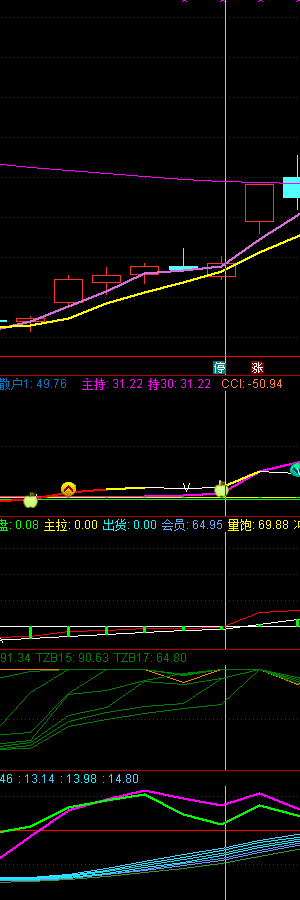 停 涨
散户1: 49.76 主持: 31.22 持30: 31.22 CCI: -50.94
V
盘: 0.08 主拉: 0.00 出货: 0.00 会员: 64.95 量饱: 69.88
91.34 TZB15: 90.63 TZB17: 64.80
46 : 13.14 : 13.98 : 14.80